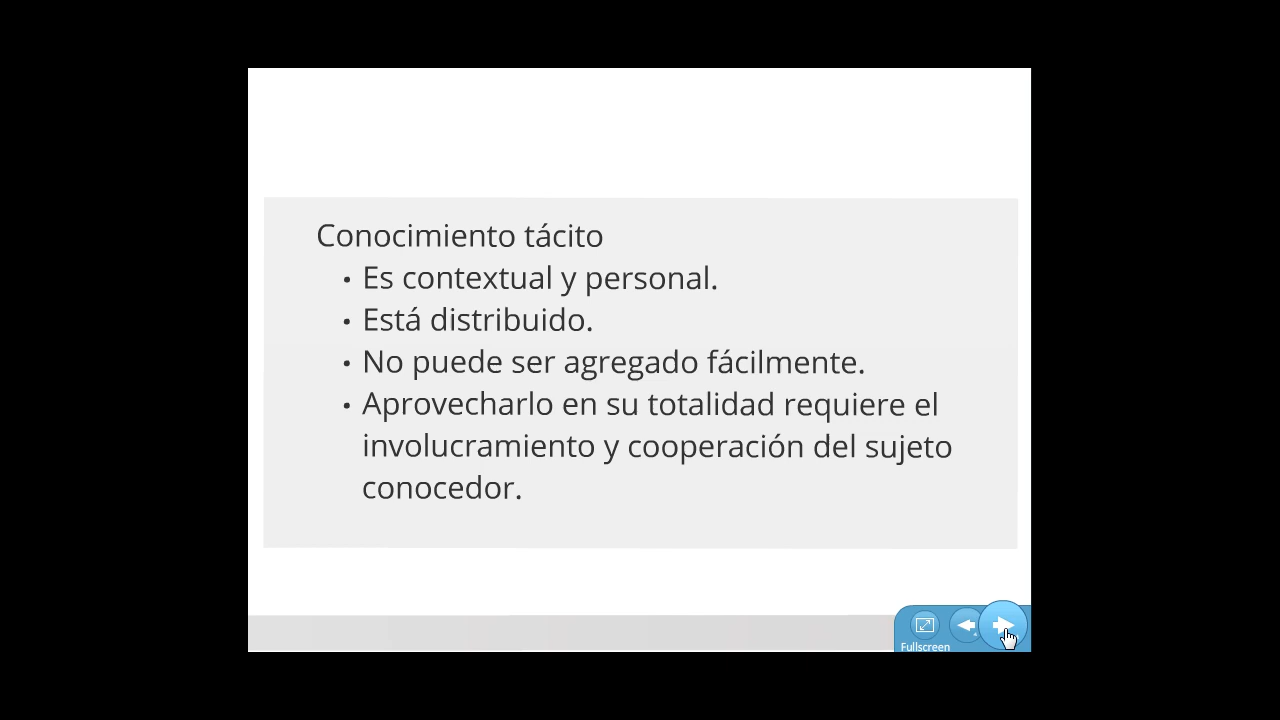 Conocimiento tácito
• Es contextual y personal.
• Está distribuido.
• No puede ser agregado fácilmente.
• Aprovecharlo en su totalidad requiere el
involucramiento y cooperación del sujeto
conocedor.
Fullscreen